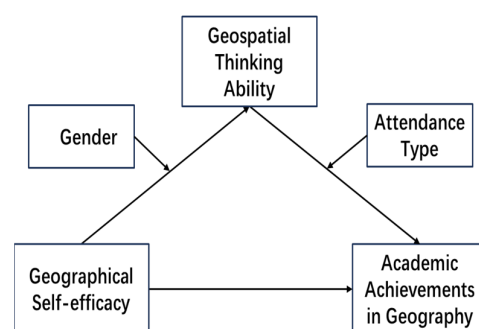 Geospatial
Thinking
Ability
Gender
Attendance
Type
Geographical
Self-efficacy
Academic
Achievements
in Geography